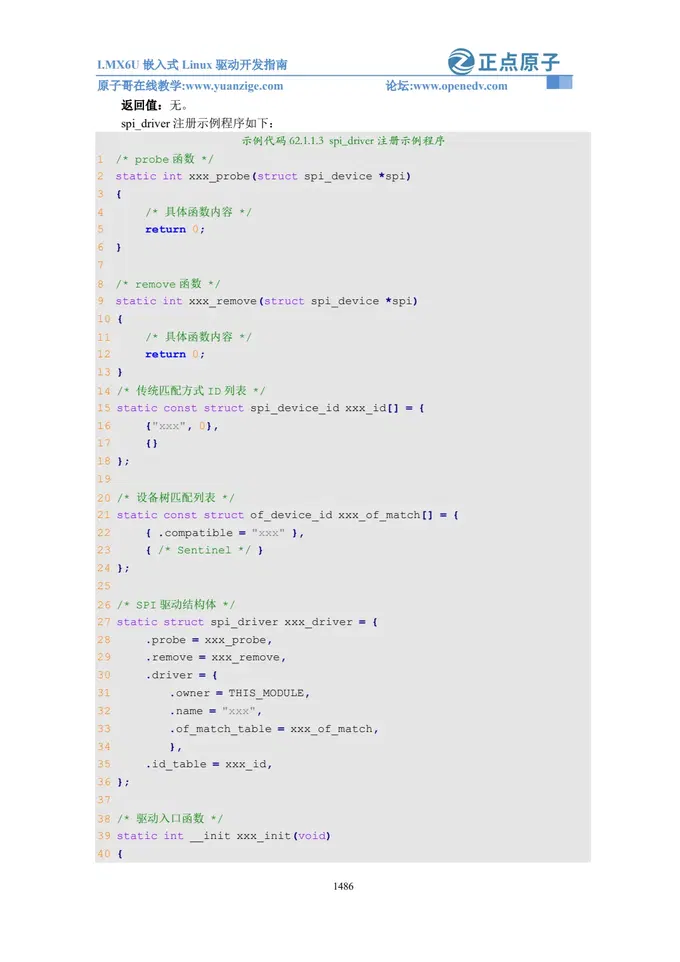 I.MX6U 嵌入式 Linux 驱动开发指南
正点原子
原子哥在线教学:www.yuanzige.com
论坛:www.openedv.com
返回值：无。
spi_driver 注册示例程序如下：
示例代码 62.1.1.3 spi_driver 注册示例程序
1 /* probe 函数 */
2 static int xxx_probe(struct spi_device *spi)
3 {
4 /* 具体函数内容 */
5 return 0;
6 }
7
8 /* remove 函数 */
9 static int xxx_remove(struct spi_device *spi)
10 {
11 /* 具体函数内容 */
12 return 0;
13 }
14 /* 传统匹配方式 ID 列表 */
15 static const struct spi_device_id xxx_id[] = {
16 {"xxx", 0},
17 {}
18 };
19
20 /* 设备树匹配列表 */
21 static const struct of_device_id xxx_of_match[] = {
22 { .compatible = "xxx" },
23 { /* Sentinel */ }
24 };
25
26 /* SPI 驱动结构体 */
27 static struct spi_driver xxx_driver = {
28 .probe = xxx_probe,
29 .remove = xxx_remove,
30 .driver = {
31 .owner = THIS_MODULE,
32 .name = "xxx",
33 .of_match_table = xxx_of_match,
34 },
35 .id_table = xxx_id,
36 };
37
38 /* 驱动入口函数 */
39 static int __init xxx_init(void)
40 {
1486